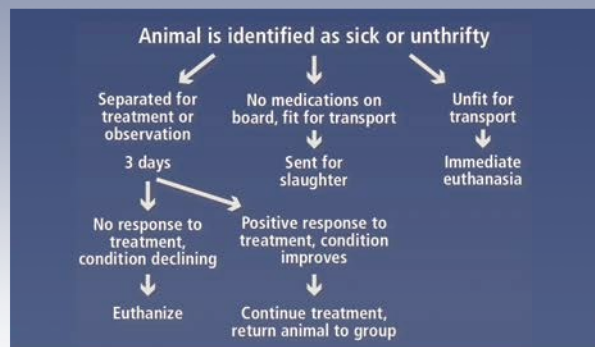 Animal is identified as sick or unthrifty
Separated for
treatment or
observation
3 days
No medications on
board, fit for transport
Sent for
slaughter
Unfit for
transport
Immediate
euthanasia
No response to
treatment,
condition declining
Euthanize
Positive response to
treatment, condition
improves
Continue treatment,
return animal to group